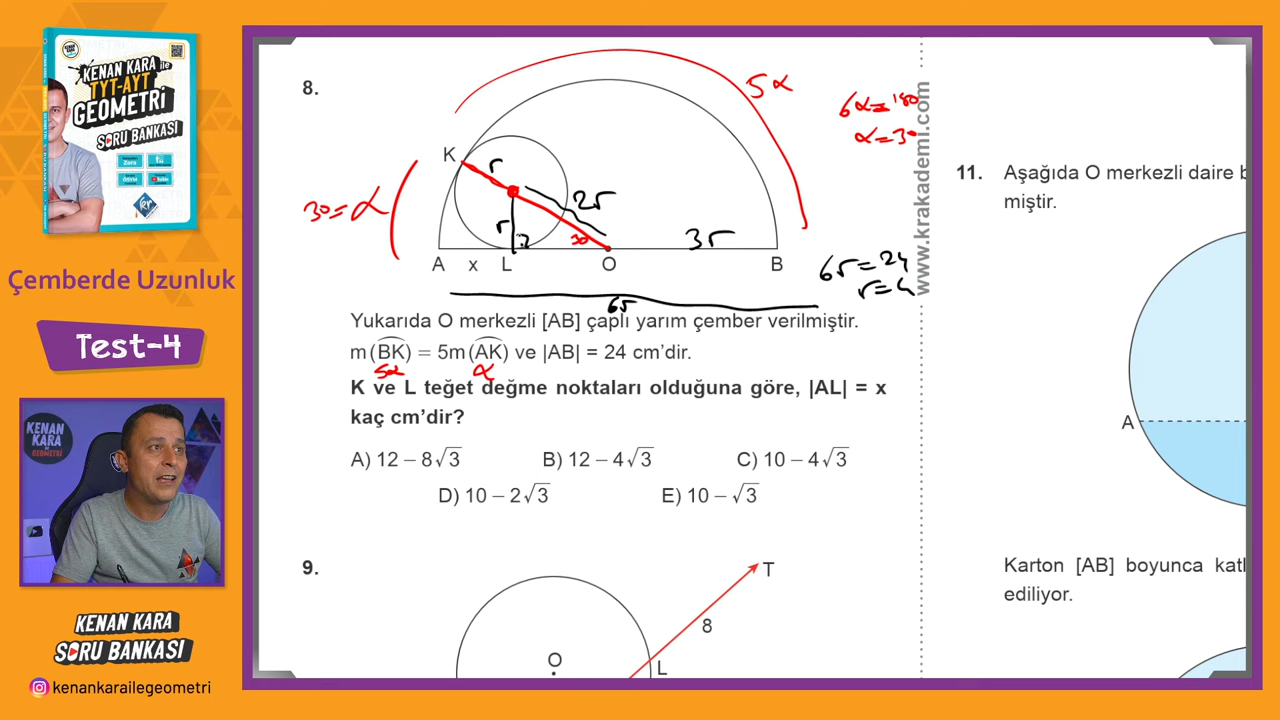 KENAN KARA ile
TYT-AYT
GEOMETRİ
SORU BANKASI
Çemberde Uzunluk
Test-4
KENAN KARA
GEOMETRİ
KENAN KARA
SORU BANKASI
kenankarailegeometri
8.
K
r
r
2r
30
3r
A
x
L
O
B
6r
30=α
5α
6α=180
α=30
6r=24
r=4
Yukarıda O merkezli [AB] çaplı yarım çember verilmiştir.
m(BK) = 5m(AK) ve |AB| = 24 cm'dir.
5α
α
K ve L teğet değme noktaları olduğuna göre, |AL| = x
kaç cm'dir?
A) 12 – 8√3
B) 12 – 4√3
C) 10 – 4√3
D) 10 – 2√3
E) 10 – √3
9.
T
8
L
O
www.krakademi.com
11.
Aşağıda O merkezli daire b
miştir.
A
Karton [AB] boyunca katl
ediliyor.